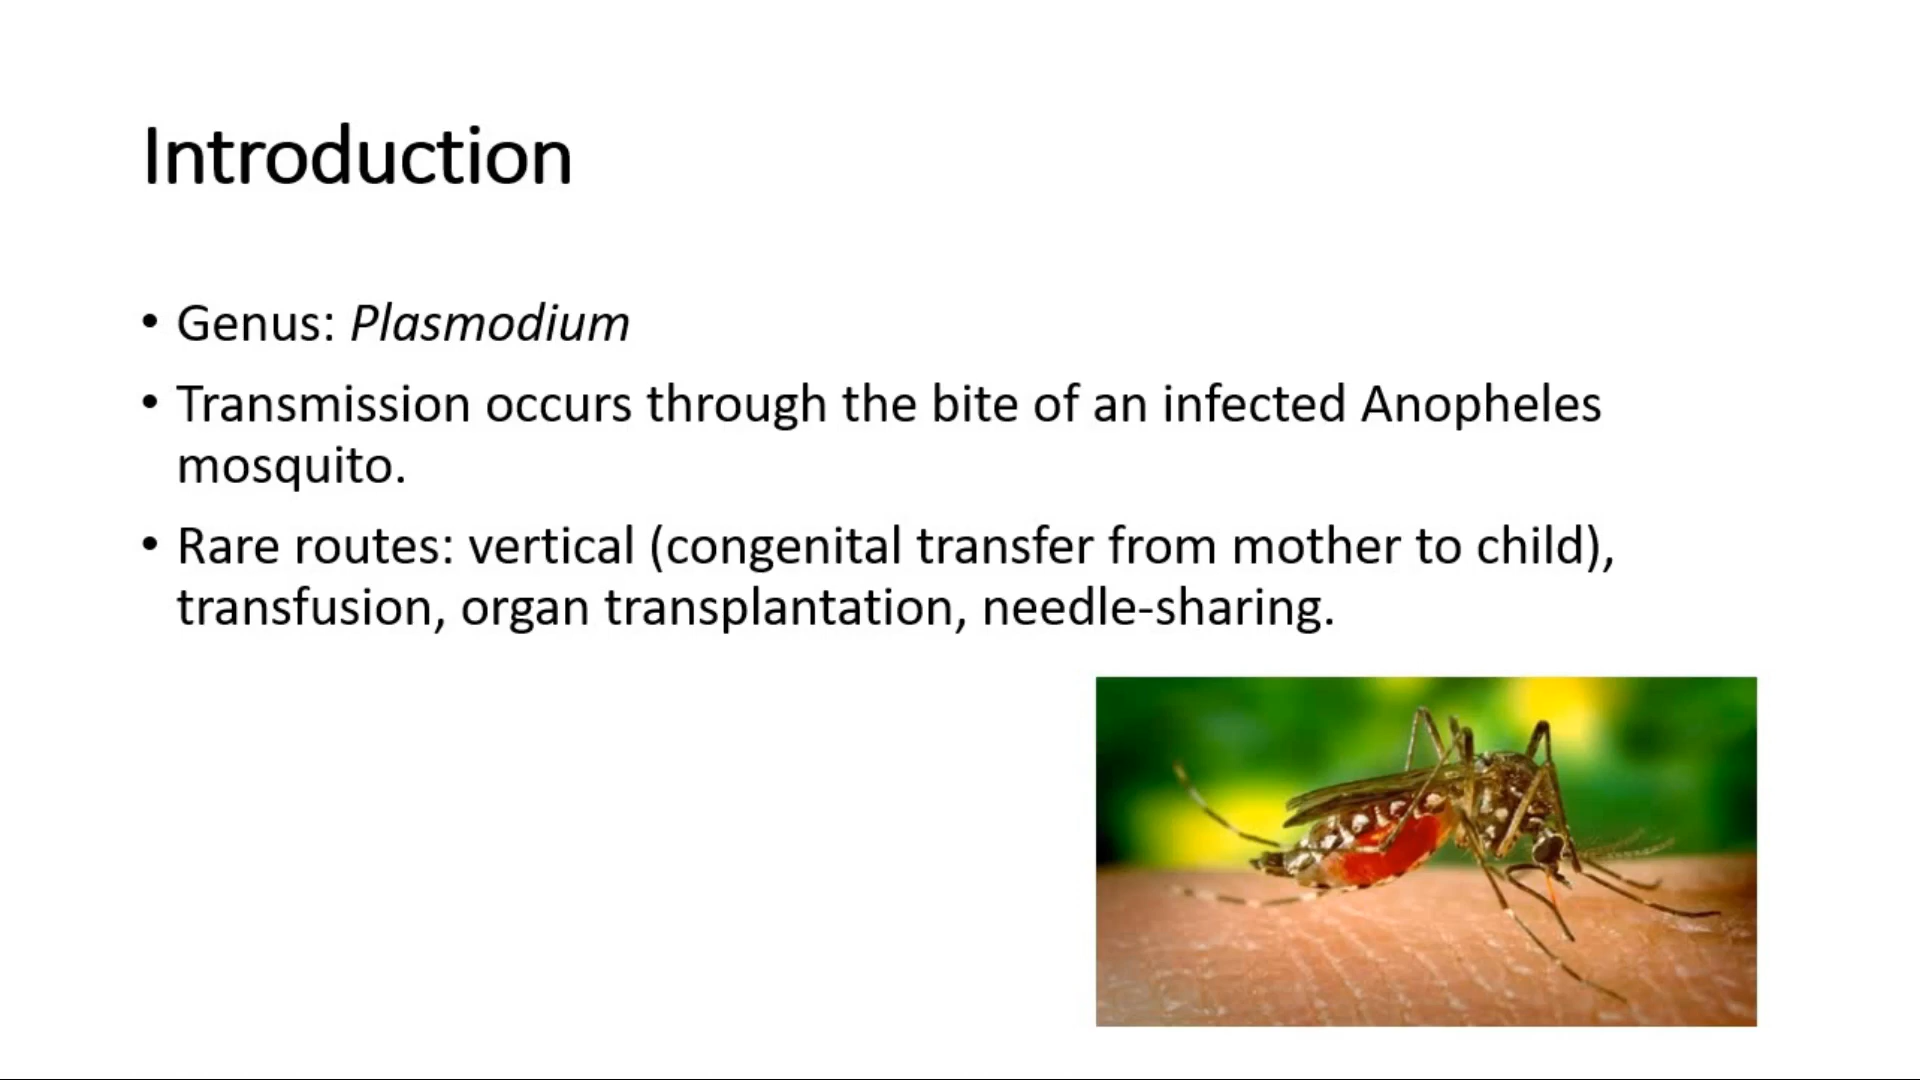 Introduction
• Genus: Plasmodium
• Transmission occurs through the bite of an infected Anopheles
mosquito.
• Rare routes: vertical (congenital transfer from mother to child),
transfusion, organ transplantation, needle-sharing.